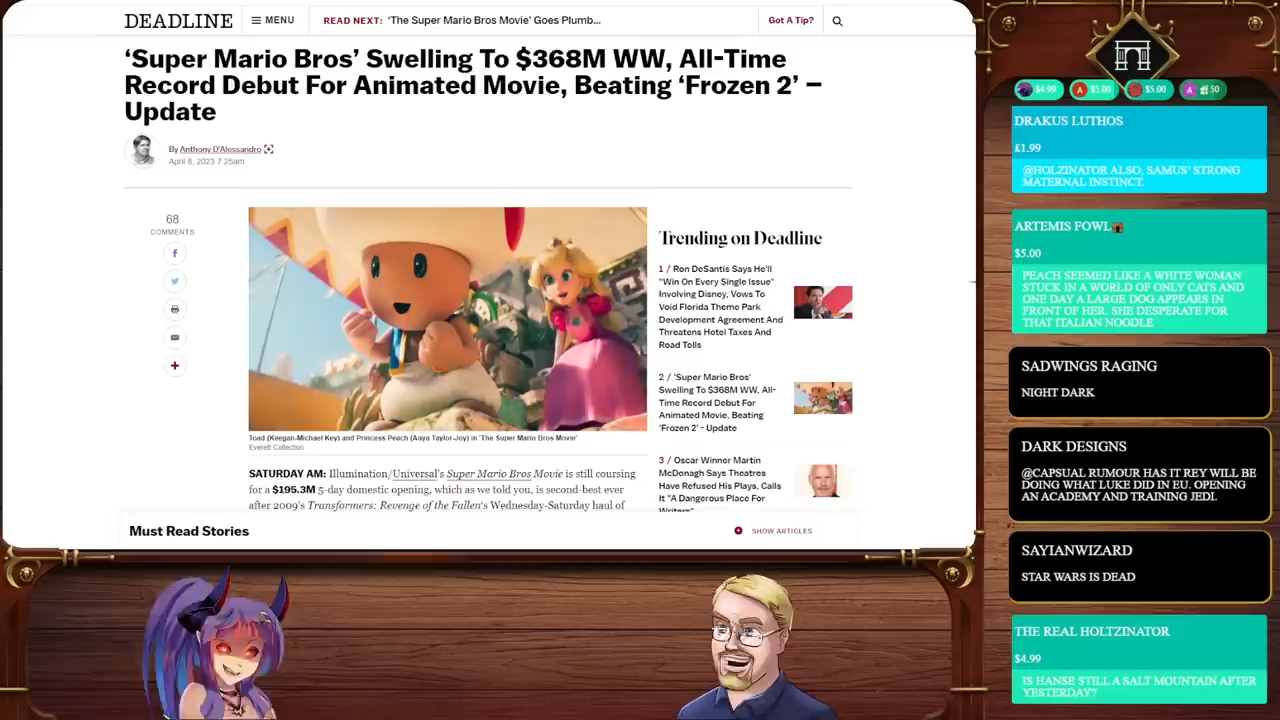 DEADLINE
MENU
READ NEXT: 'The Super Mario Bros Movie' Goes Plumb...
Got A Tip?
'Super Mario Bros' Swelling To $368M WW, All-Time
Record Debut For Animated Movie, Beating 'Frozen 2' –
Update
By Anthony D'Alessandro
April 8, 2023 7:25am
68
COMMENTS
Toad (Keegan-Michael Key) and Princess Peach (Anya Taylor-Joy) in 'The Super Mario Bros Movie'
Everett Collection
SATURDAY AM: Illumination/Universal's Super Mario Bros Movie is still coursing
for a $195.3M 5-day domestic opening, which as we told you, is second-best ever
after 2009's Transformers: Revenge of the Fallen's Wednesday-Saturday haul of
Trending on Deadline
1 / Ron DeSantis Says He'll
"Win On Every Single Issue"
Involving Disney, Vows To
Void Florida Theme Park
Development Agreement And
Threatens Hotel Taxes And
Road Tolls
2 / 'Super Mario Bros'
Swelling To $368M WW, All-
Time Record Debut For
Animated Movie, Beating
'Frozen 2' - Update
3 / Oscar Winner Martin
McDonagh Says Theatres
Have Refused His Plays, Calls
It "A Dangerous Place For
Writers"
Must Read Stories
SHOW ARTICLES
$4.99
A $5.00
$5.00
A 50
DRAKUS LUTHOS
£1.99
@HOLZINATOR ALSO, SAMUS' STRONG
MATERNAL INSTINCT.
ARTEMIS FOWL
$5.00
PEACH SEEMED LIKE A WHITE WOMAN
STUCK IN A WORLD OF ONLY CATS AND
ONE DAY A LARGE DOG APPEARS IN
FRONT OF HER. SHE DESPERATE FOR
THAT ITALIAN NOODLE
SADWINGS RAGING
NIGHT DARK
DARK DESIGNS
@CAPSUAL RUMOUR HAS IT REY WILL BE
DOING WHAT LUKE DID IN EU. OPENING
AN ACADEMY AND TRAINING JEDI.
SAYIANWIZARD
STAR WARS IS DEAD
THE REAL HOLTZINATOR
$4.99
IS HANSE STILL A SALT MOUNTAIN AFTER
YESTERDAY?